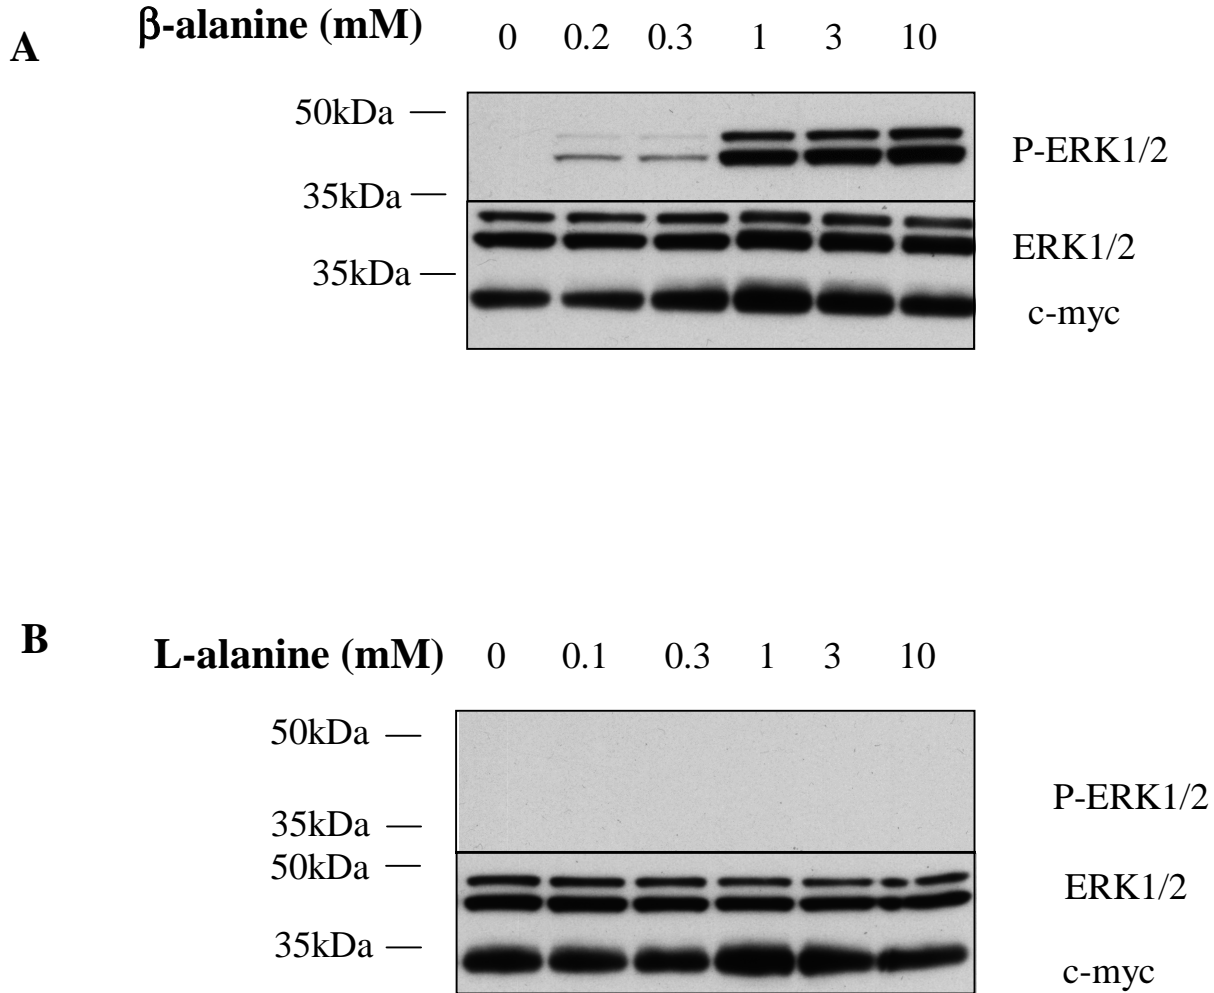 A
β-alanine (mM) 0 0.2 0.3 1 3 10
50kDa
P-ERK1/2
35kDa
ERK1/2
35kDa
c-myc
B
L-alanine (mM) 0 0.1 0.3 1 3 10
50kDa
P-ERK1/2
35kDa
50kDa
ERK1/2
35kDa
c-myc